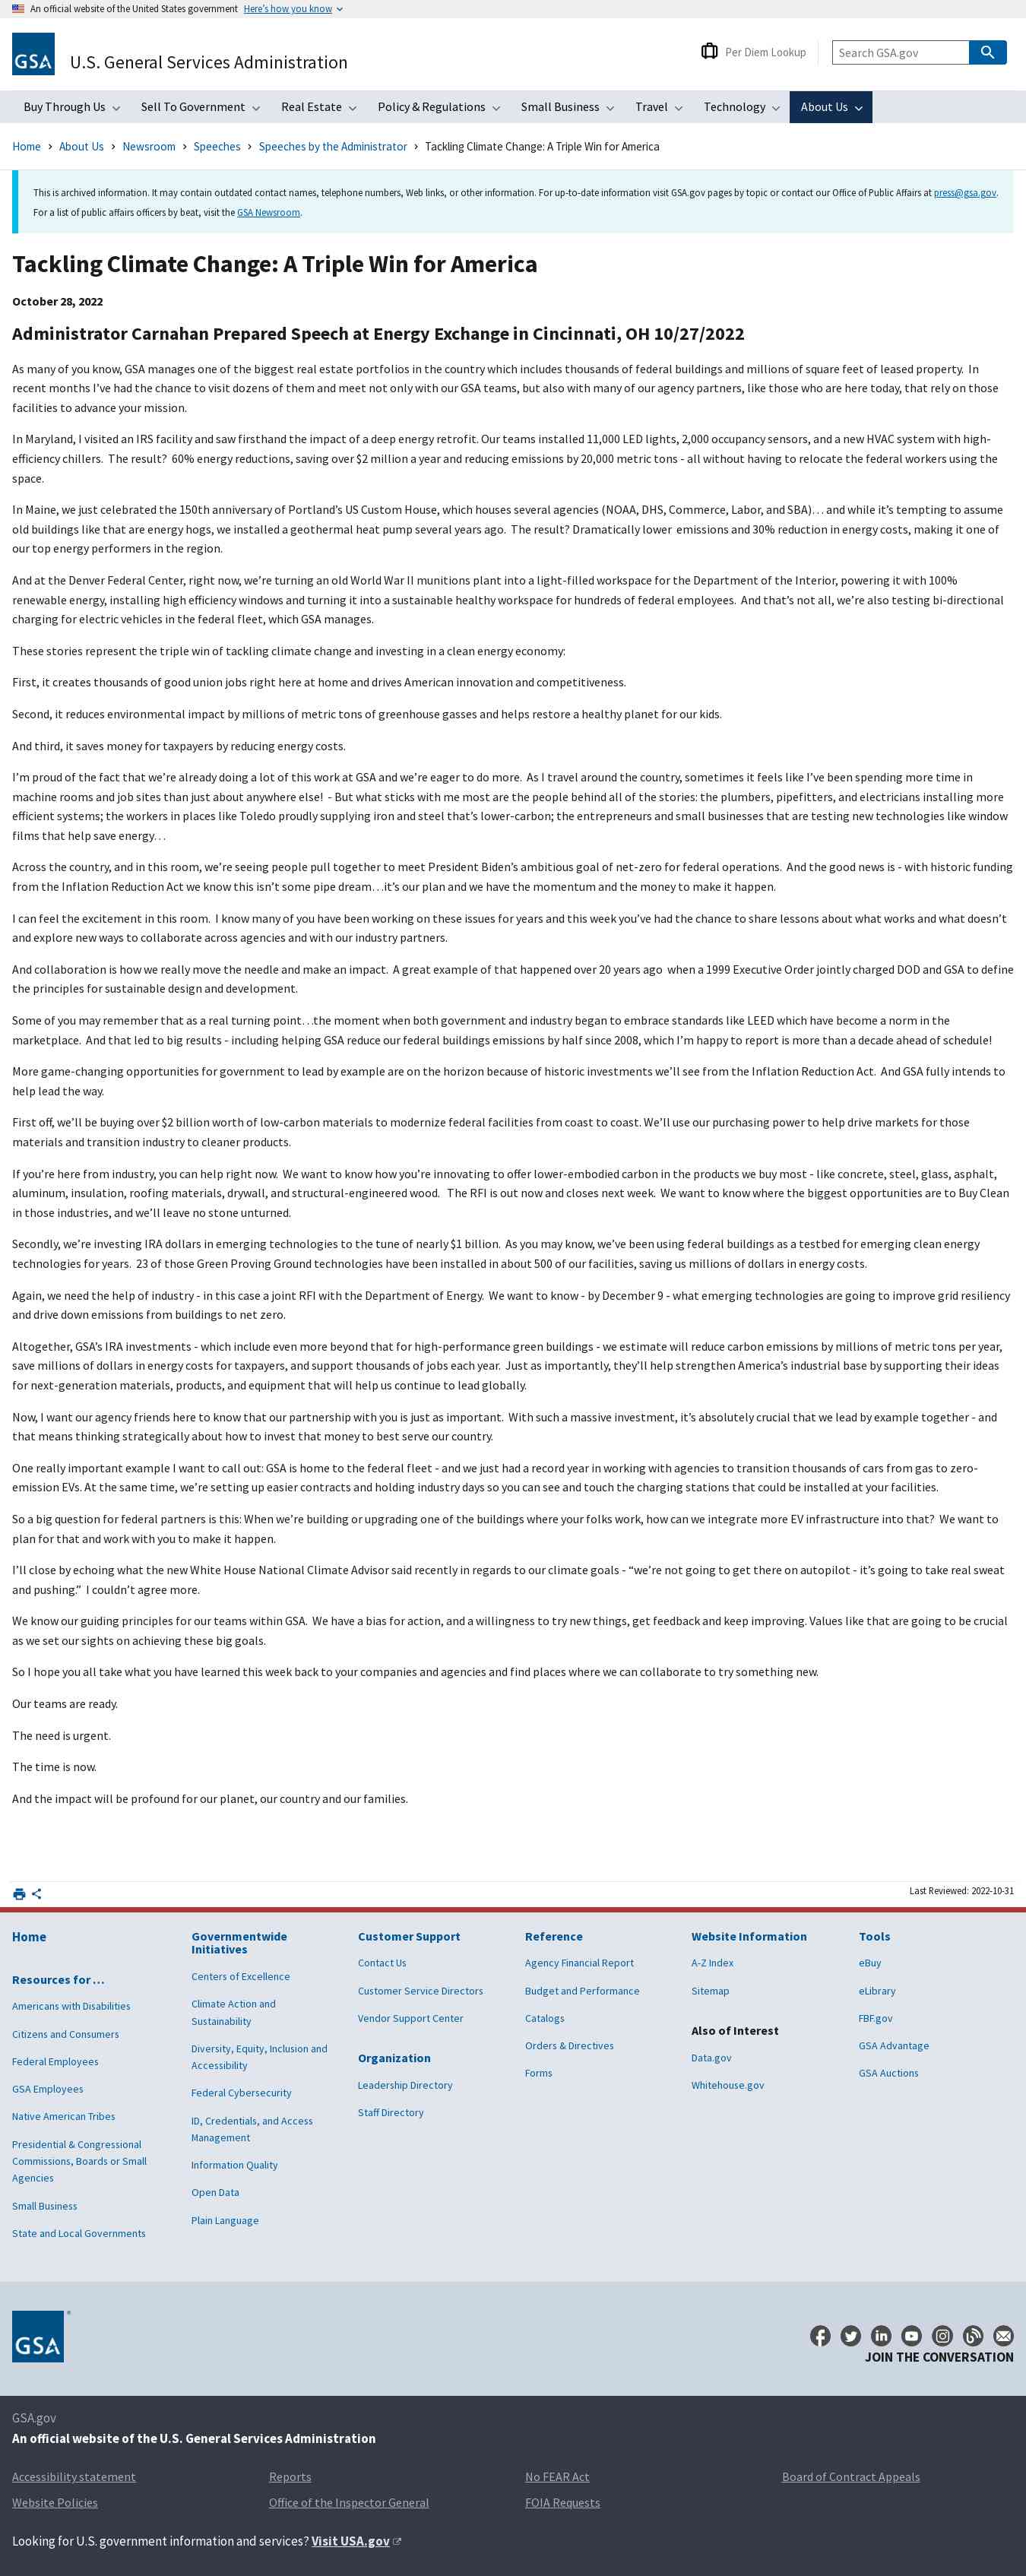 An official website of the United States government Here's how you know
GSA
U.S. General Services Administration
Per Diem Lookup
Search GSA.gov
Buy Through Us Sell To Government Real Estate Policy & Regulations Small Business Travel Technology About Us
Home About Us Newsroom Speeches Speeches by the Administrator Tackling Climate Change: A Triple Win for America
This is archived information. It may contain outdated contact names, telephone numbers, Web links, or other information. For up-to-date information visit GSA.gov pages by topic or contact our Office of Public Affairs at press@gsa.gov.
For a list of public affairs officers by beat, visit the GSA Newsroom.
Tackling Climate Change: A Triple Win for America
October 28, 2022
Administrator Carnahan Prepared Speech at Energy Exchange in Cincinnati, OH 10/27/2022
As many of you know, GSA manages one of the biggest real estate portfolios in the country which includes thousands of federal buildings and millions of square feet of leased property.  In
recent months I've had the chance to visit dozens of them and meet not only with our GSA teams, but also with many of our agency partners, like those who are here today, that rely on those
facilities to advance your mission.
In Maryland, I visited an IRS facility and saw firsthand the impact of a deep energy retrofit. Our teams installed 11,000 LED lights, 2,000 occupancy sensors, and a new HVAC system with high-
efficiency chillers.  The result?  60% energy reductions, saving over $2 million a year and reducing emissions by 20,000 metric tons - all without having to relocate the federal workers using the
space.
In Maine, we just celebrated the 150th anniversary of Portland's US Custom House, which houses several agencies (NOAA, DHS, Commerce, Labor, and SBA)… and while it's tempting to assume
old buildings like that are energy hogs, we installed a geothermal heat pump several years ago.  The result? Dramatically lower  emissions and 30% reduction in energy costs, making it one of
our top energy performers in the region.
And at the Denver Federal Center, right now, we're turning an old World War II munitions plant into a light-filled workspace for the Department of the Interior, powering it with 100%
renewable energy, installing high efficiency windows and turning it into a sustainable healthy workspace for hundreds of federal employees.  And that's not all, we're also testing bi-directional
charging for electric vehicles in the federal fleet, which GSA manages.
These stories represent the triple win of tackling climate change and investing in a clean energy economy:
First, it creates thousands of good union jobs right here at home and drives American innovation and competitiveness.
Second, it reduces environmental impact by millions of metric tons of greenhouse gasses and helps restore a healthy planet for our kids.
And third, it saves money for taxpayers by reducing energy costs.
I'm proud of the fact that we're already doing a lot of this work at GSA and we're eager to do more.  As I travel around the country, sometimes it feels like I've been spending more time in
machine rooms and job sites than just about anywhere else!  - But what sticks with me most are the people behind all of the stories: the plumbers, pipefitters, and electricians installing more
efficient systems; the workers in places like Toledo proudly supplying iron and steel that's lower-carbon; the entrepreneurs and small businesses that are testing new technologies like window
films that help save energy…
Across the country, and in this room, we're seeing people pull together to meet President Biden's ambitious goal of net-zero for federal operations.  And the good news is - with historic funding
from the Inflation Reduction Act we know this isn't some pipe dream…it's our plan and we have the momentum and the money to make it happen.
I can feel the excitement in this room.  I know many of you have been working on these issues for years and this week you've had the chance to share lessons about what works and what doesn't
and explore new ways to collaborate across agencies and with our industry partners.
And collaboration is how we really move the needle and make an impact.  A great example of that happened over 20 years ago  when a 1999 Executive Order jointly charged DOD and GSA to define
the principles for sustainable design and development.
Some of you may remember that as a real turning point…the moment when both government and industry began to embrace standards like LEED which have become a norm in the
marketplace.  And that led to big results - including helping GSA reduce our federal buildings emissions by half since 2008, which I'm happy to report is more than a decade ahead of schedule!
More game-changing opportunities for government to lead by example are on the horizon because of historic investments we'll see from the Inflation Reduction Act.  And GSA fully intends to
help lead the way.
First off, we'll be buying over $2 billion worth of low-carbon materials to modernize federal facilities from coast to coast. We'll use our purchasing power to help drive markets for those
materials and transition industry to cleaner products.
If you're here from industry, you can help right now.  We want to know how you're innovating to offer lower-embodied carbon in the products we buy most - like concrete, steel, glass, asphalt,
aluminum, insulation, roofing materials, drywall, and structural-engineered wood.   The RFI is out now and closes next week.  We want to know where the biggest opportunities are to Buy Clean
in those industries, and we'll leave no stone unturned.
Secondly, we're investing IRA dollars in emerging technologies to the tune of nearly $1 billion.  As you may know, we've been using federal buildings as a testbed for emerging clean energy
technologies for years.  23 of those Green Proving Ground technologies have been installed in about 500 of our facilities, saving us millions of dollars in energy costs.
Again, we need the help of industry - in this case a joint RFI with the Department of Energy.  We want to know - by December 9 - what emerging technologies are going to improve grid resiliency
and drive down emissions from buildings to net zero.
Altogether, GSA's IRA investments - which include even more beyond that for high-performance green buildings - we estimate will reduce carbon emissions by millions of metric tons per year,
save millions of dollars in energy costs for taxpayers, and support thousands of jobs each year.  Just as importantly, they'll help strengthen America's industrial base by supporting their ideas
for next-generation materials, products, and equipment that will help us continue to lead globally.
Now, I want our agency friends here to know that our partnership with you is just as important.  With such a massive investment, it's absolutely crucial that we lead by example together - and
that means thinking strategically about how to invest that money to best serve our country.
One really important example I want to call out: GSA is home to the federal fleet - and we just had a record year in working with agencies to transition thousands of cars from gas to zero-
emission EVs. At the same time, we're setting up easier contracts and holding industry days so you can see and touch the charging stations that could be installed at your facilities.
So a big question for federal partners is this: When we're building or upgrading one of the buildings where your folks work, how can we integrate more EV infrastructure into that?  We want to
plan for that and work with you to make it happen.
I'll close by echoing what the new White House National Climate Advisor said recently in regards to our climate goals - "we're not going to get there on autopilot - it's going to take real sweat
and pushing."  I couldn't agree more.
We know our guiding principles for our teams within GSA.  We have a bias for action, and a willingness to try new things, get feedback and keep improving. Values like that are going to be crucial
as we set our sights on achieving these big goals.
So I hope you all take what you have learned this week back to your companies and agencies and find places where we can collaborate to try something new.
Our teams are ready.
The need is urgent.
The time is now.
And the impact will be profound for our planet, our country and our families.
Last Reviewed: 2022-10-31
Home
Resources for …
Americans with Disabilities
Citizens and Consumers
Federal Employees
GSA Employees
Native American Tribes
Presidential & Congressional
Commissions, Boards or Small
Agencies
Small Business
State and Local Governments
Governmentwide
Initiatives
Centers of Excellence
Climate Action and
Sustainability
Diversity, Equity, Inclusion and
Accessibility
Federal Cybersecurity
ID, Credentials, and Access
Management
Information Quality
Open Data
Plain Language
Customer Support
Contact Us
Customer Service Directors
Vendor Support Center
Organization
Leadership Directory
Staff Directory
Reference
Agency Financial Report
Budget and Performance
Catalogs
Orders & Directives
Forms
Website Information
A-Z Index
Sitemap
Also of Interest
Data.gov
Whitehouse.gov
Tools
eBuy
eLibrary
FBF.gov
GSA Advantage
GSA Auctions
GSA ®
JOIN THE CONVERSATION
GSA.gov
An official website of the U.S. General Services Administration
Accessibility statement Reports No FEAR Act Board of Contract Appeals
Website Policies Office of the Inspector General FOIA Requests
Looking for U.S. government information and services? Visit USA.gov